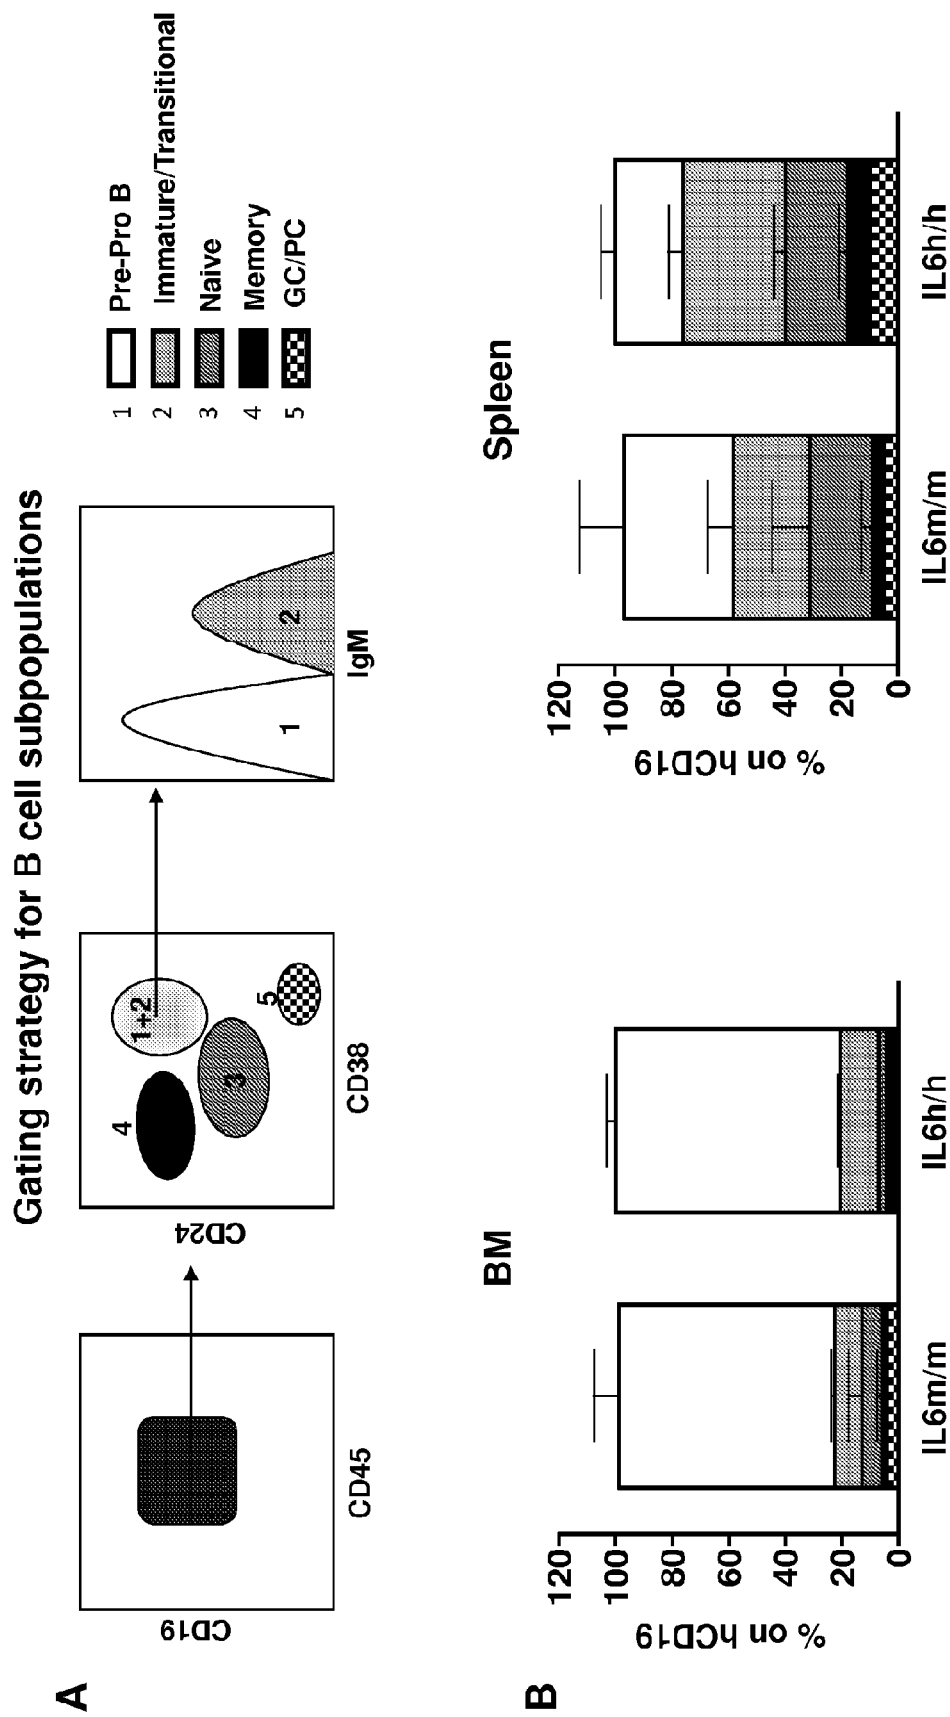 Gating strategy for B cell subpopulations
A
CD19
CD45
CD24
CD38
4
1+2
3
5
1
2
IgM
1 Pre-Pro B
2 Immature/Transitional
3 Naive
4 Memory
5 GC/PC
B
BM
% on hCD19
120
100
80
60
40
20
0
IL6m/m
IL6h/h
Spleen
% on hCD19
120
100
80
60
40
20
0
IL6m/m
IL6h/h